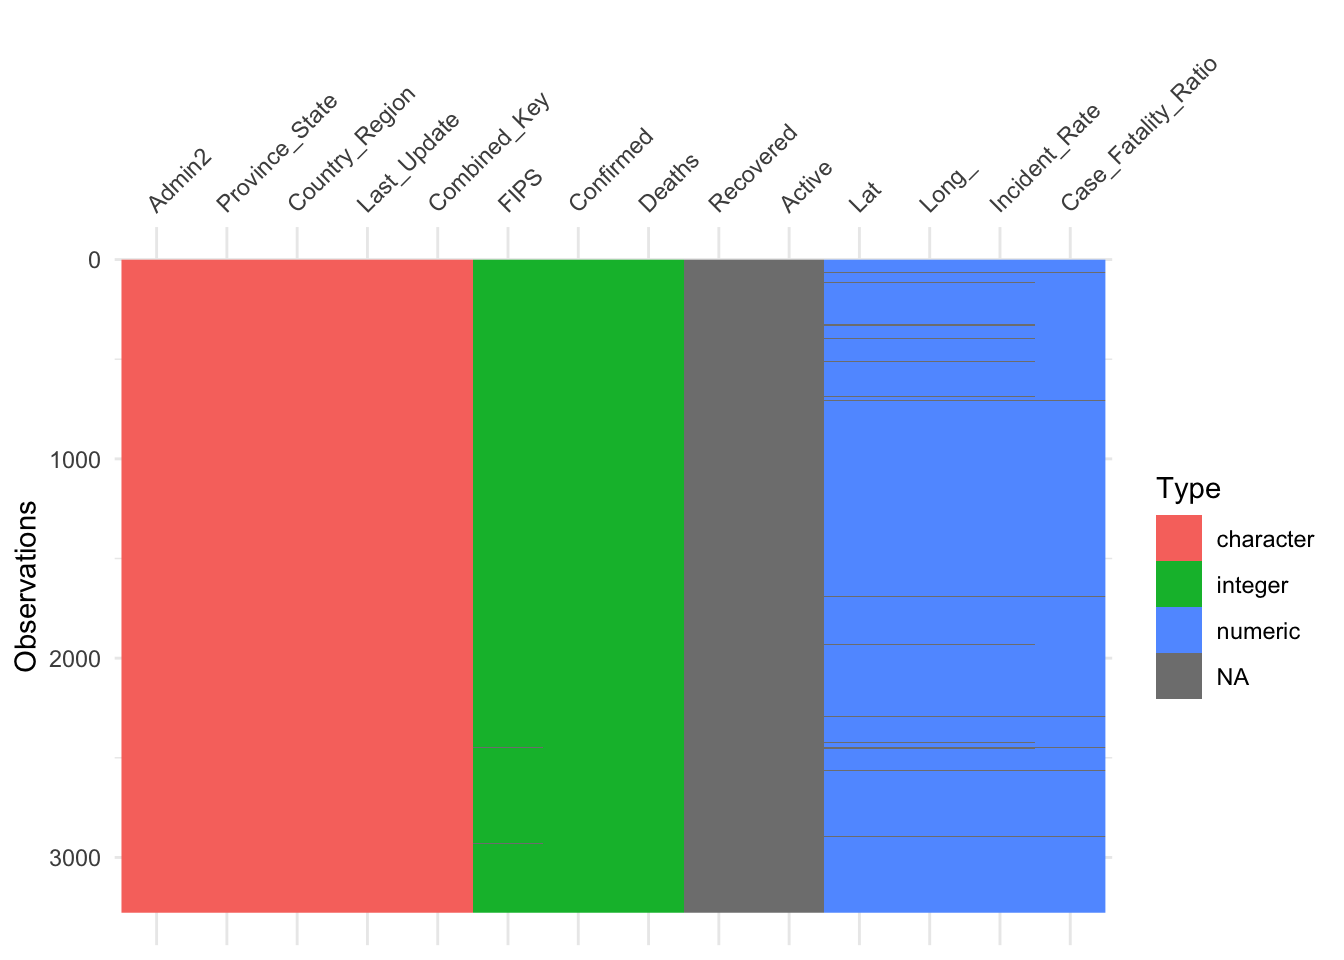 Admin2
Province_State
Country_Region
Last_Update
Combined_Key
FIPS
Confirmed
Deaths
Recovered
Active
Lat
Long_
Incident_Rate
Case_Fatality_Ratio
0
1000
2000
3000
Observations
Type
character
integer
numeric
NA